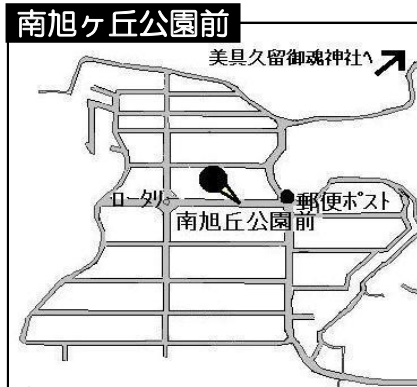 南旭ヶ丘公園前
美具久留御魂神社へ
ロータリ
郵便ポスト
南旭丘公園前